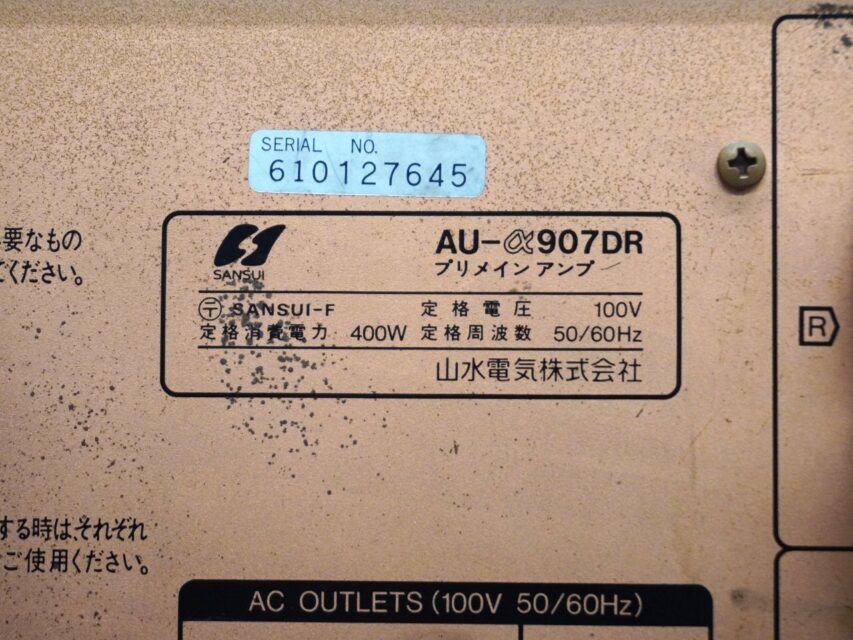 SERIAL NO.
610127645
要なもの
ください。
SANSUI
AU-α907DR
プリメインアンプ
〒 SANSUI-F 定格電圧 100V
定格消費電力 400W 定格周波数 50/60Hz
山水電気株式会社
R
する時は、それぞれ
ご使用ください。
AC OUTLETS (100V 50/60Hz)